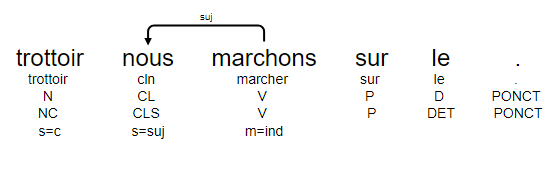 suj
trottoir nous marchons sur le .
trottoir cln marcher sur le .
N CL V P D PONCT
NC CLS V P DET PONCT
s=c s=suj m=ind